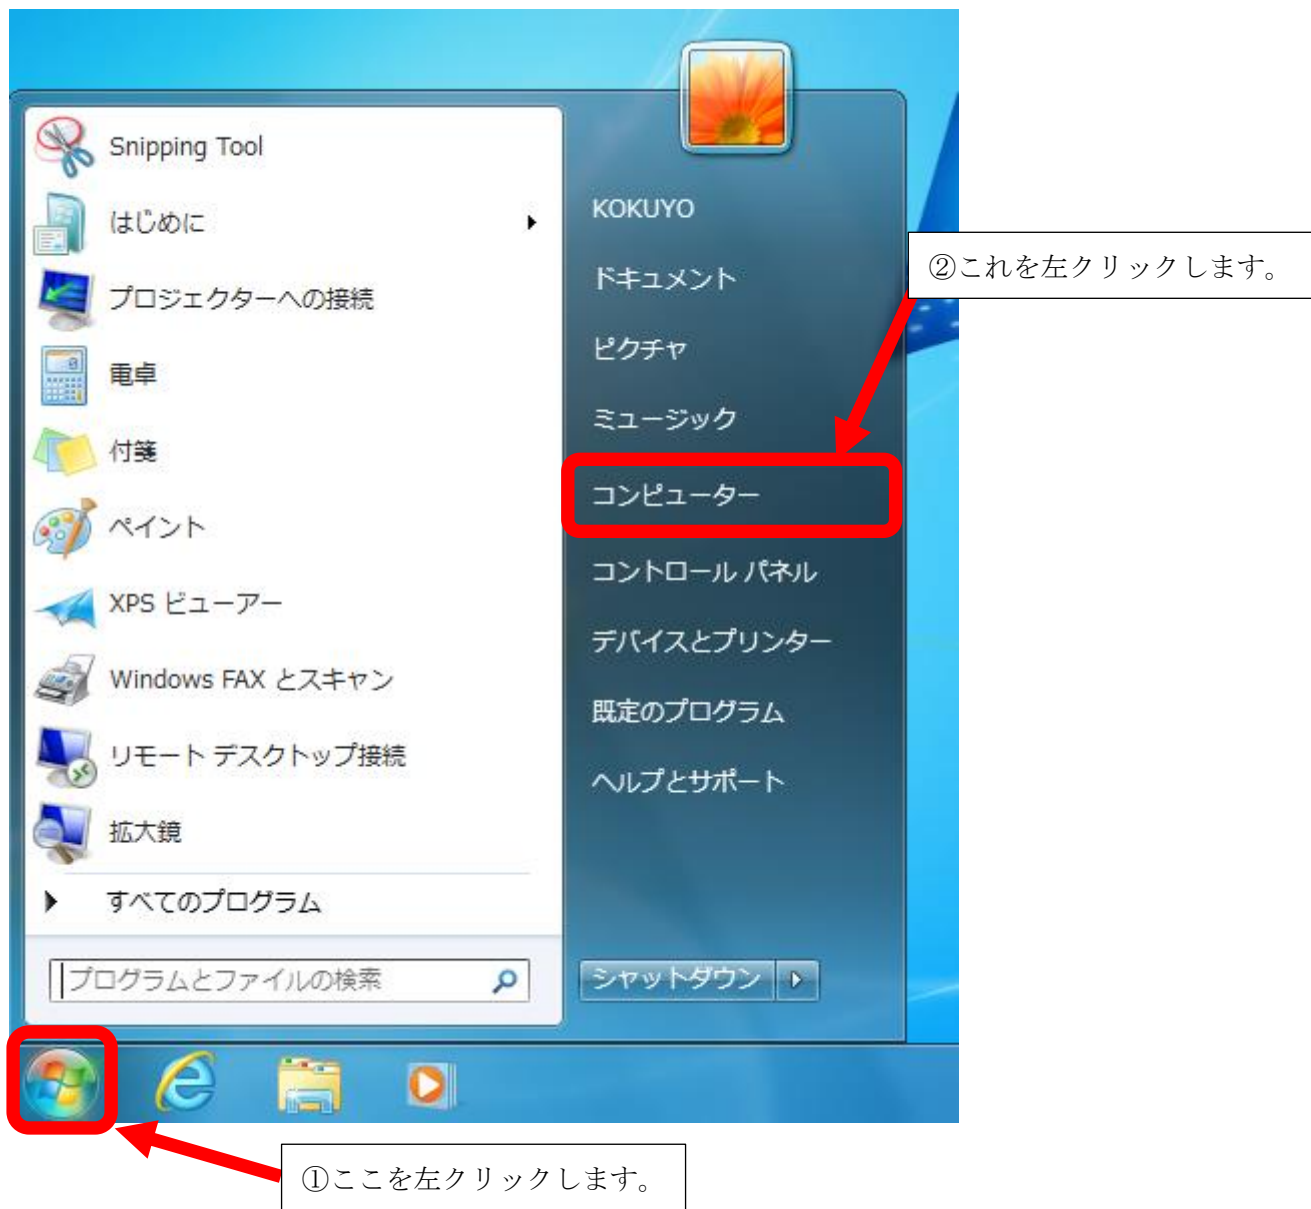 Snipping Tool
はじめに
プロジェクターへの接続
電卓
付箋
ペイント
XPS ビューアー
Windows FAX とスキャン
リモート デスクトップ接続
拡大鏡
すべてのプログラム
プログラムとファイルの検索
KOKUYO
ドキュメント
ピクチャ
ミュージック
コンピューター
コントロール パネル
デバイスとプリンター
既定のプログラム
ヘルプとサポート
シャットダウン
②これを左クリックします。
①ここを左クリックします。